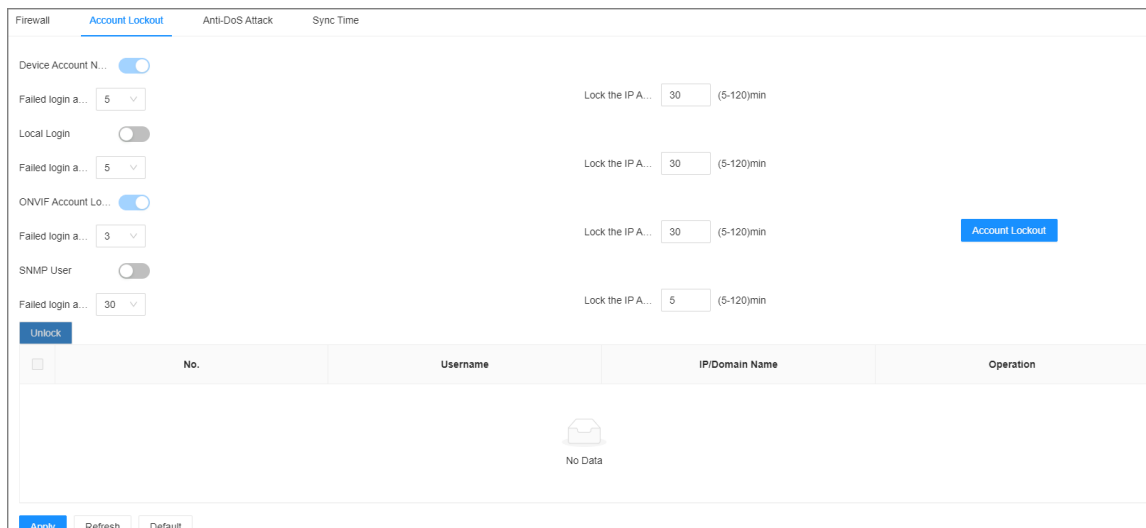 Firewall Account Lockout Anti-DoS Attack Sync Time
Device Account N...
Failed login a... 5 Lock the IP A... 30 (5-120)min
Local Login
Failed login a... 5 Lock the IP A... 30 (5-120)min
ONVIF Account Lo...
Failed login a... 3 Lock the IP A... 30 (5-120)min Account Lockout
SNMP User
Failed login a... 30 Lock the IP A... 5 (5-120)min
Unlock
No. Username IP/Domain Name Operation
No Data
Apply Refresh Default